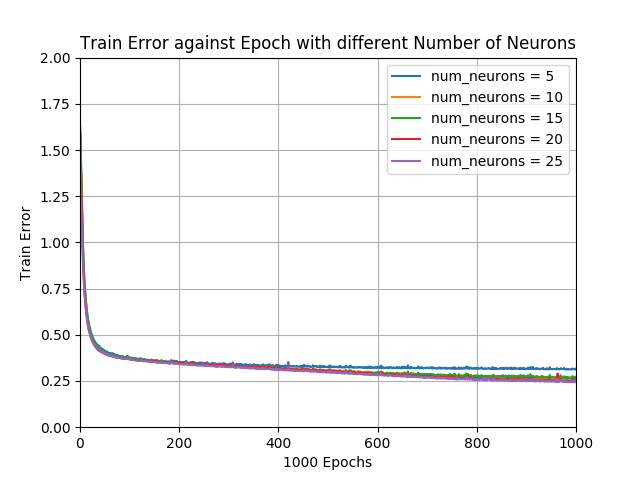 Train Error against Epoch with different Number of Neurons
2.00
1.75
1.50
1.25
1.00
0.75
0.50
0.25
0.00
Train Error
num_neurons = 5
num_neurons = 10
num_neurons = 15
num_neurons = 20
num_neurons = 25
0 200 400 600 800 1000
1000 Epochs